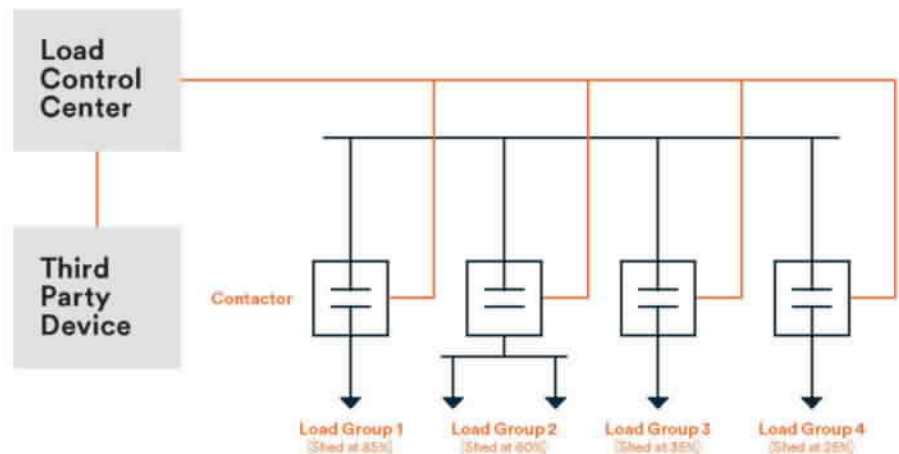 Load
Control
Center
Third
Party
Device
Contactor
Load Group 1
[Shed at 85%]
Load Group 2
[Shed at 60%]
Load Group 3
[Shed at 35%]
Load Group 4
[Shed at 25%]